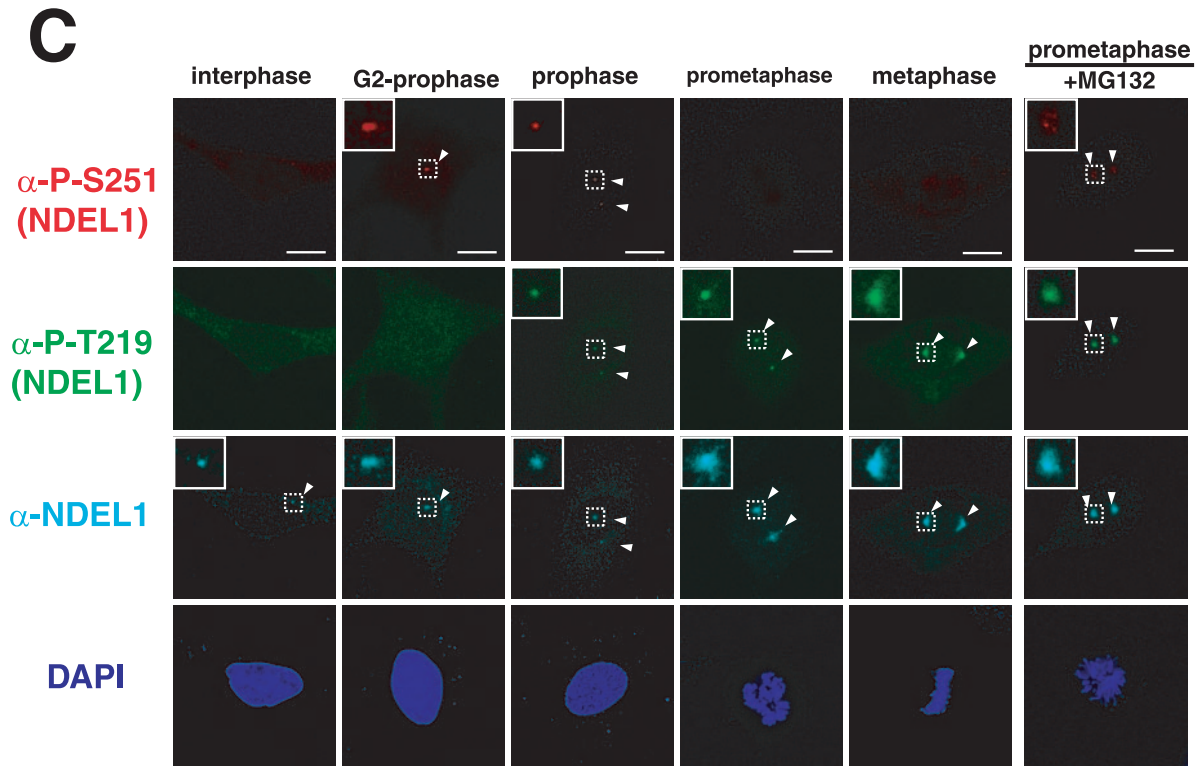 C
interphase
G2-prophase
prophase
prometaphase
metaphase
prometaphase
+MG132
α-P-S251
(NDEL1)
α-P-T219
(NDEL1)
α-NDEL1
DAPI